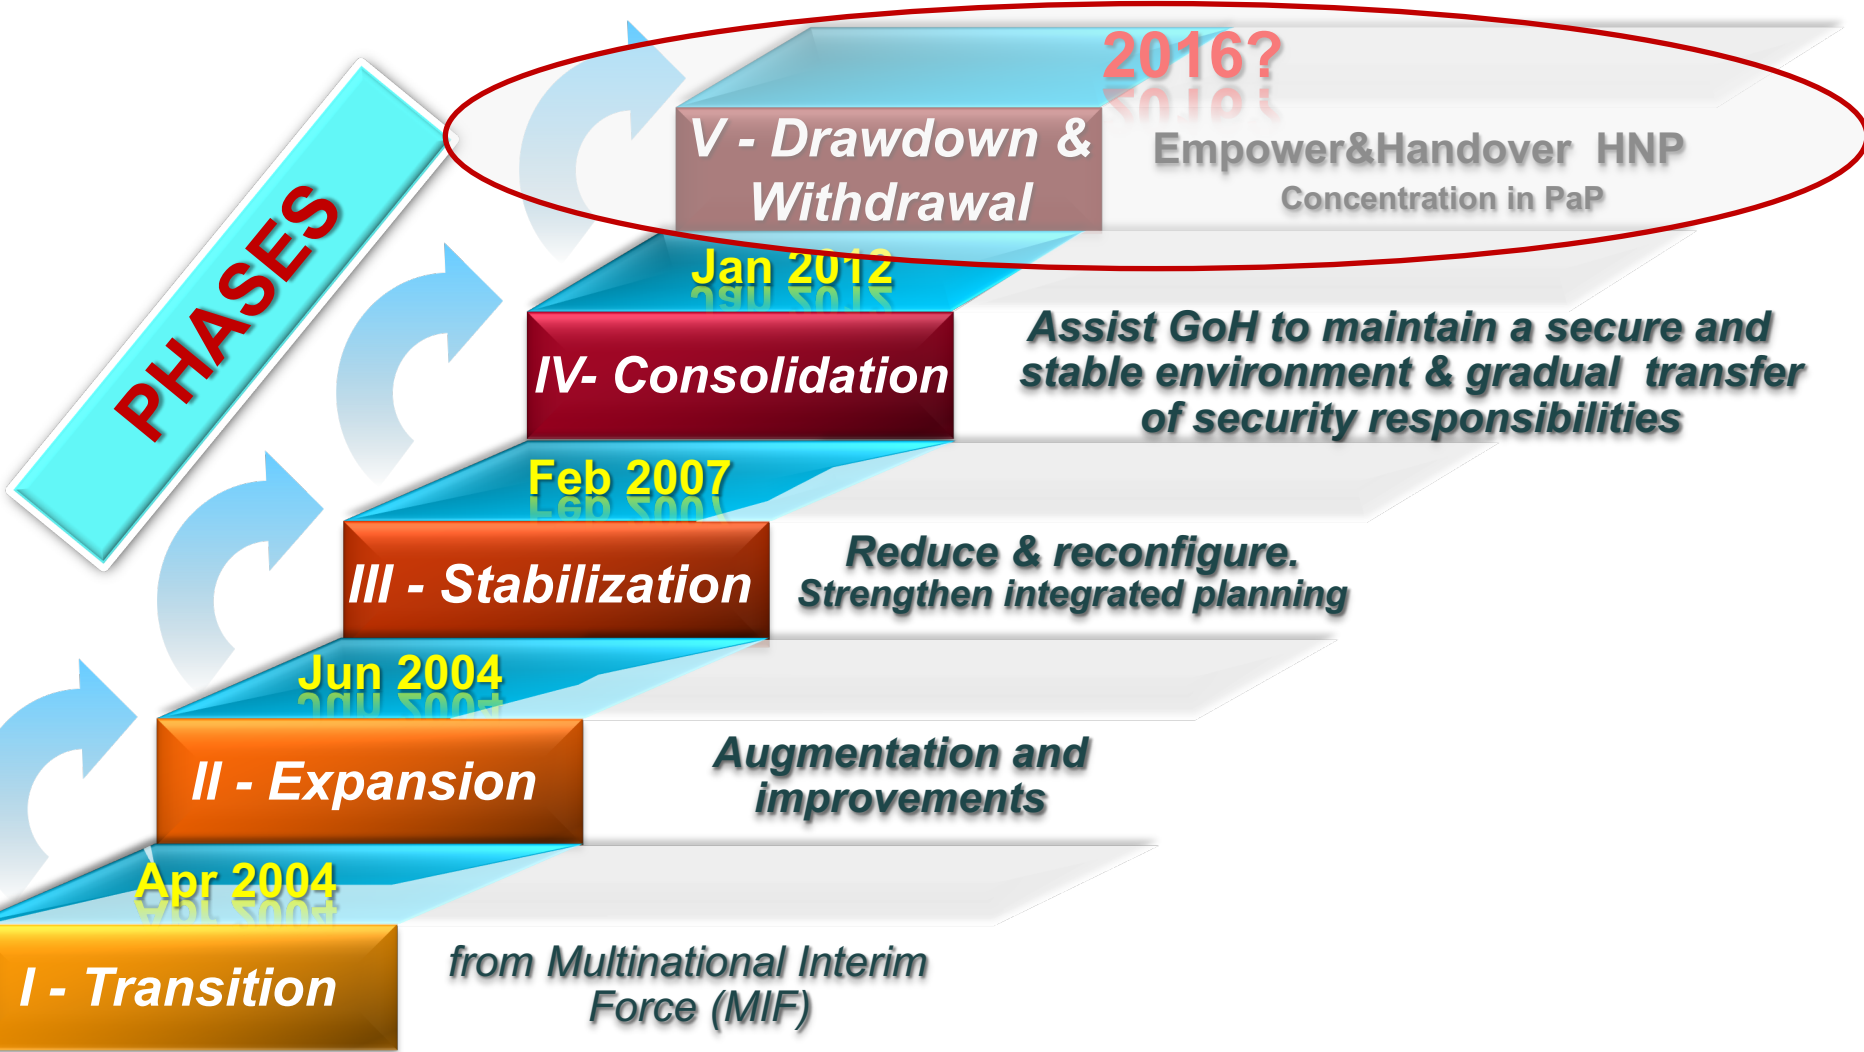 PHASES
2016?
V - Drawdown &
Withdrawal
Empower&Handover HNP
Concentration in PaP
Jan 2012
IV- Consolidation
Assist GoH to maintain a secure and
stable environment & gradual transfer
of security responsibilities
Feb 2007
III - Stabilization
Reduce & reconfigure.
Strengthen integrated planning
Jun 2004
II - Expansion
Augmentation and
improvements
Apr 2004
I - Transition
from Multinational Interim
Force (MIF)